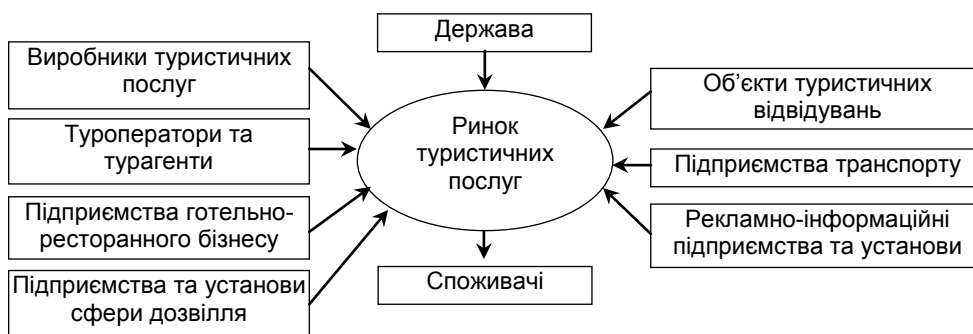 Держава
Виробники туристичних
послуг
Туроператори та
турагенти
Підприємства готельно-
ресторанного бізнесу
Підприємства та установи
сфери дозвілля
Ринок
туристичних
послуг
Об’єкти туристичних
відвідувань
Підприємства транспорту
Рекламно-інформаційні
підприємства та установи
Споживачі